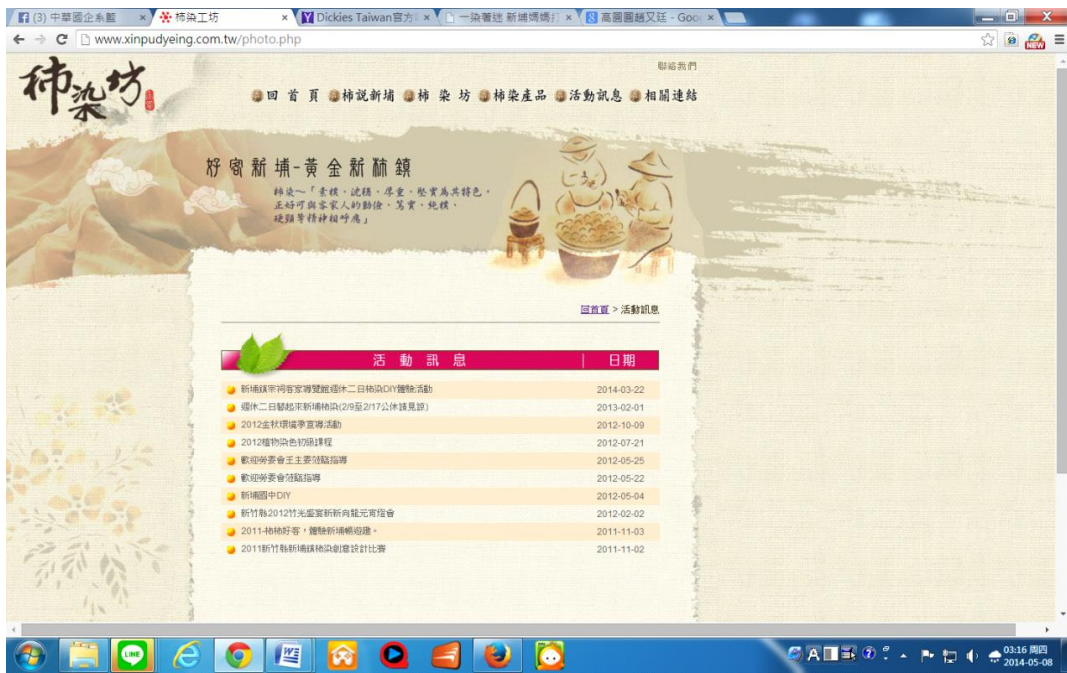 (3) 中華國企系籃
柿染工坊
Dickies Taiwan官方
一染著迷 新埔媽媽打
高圓圓趙又廷 - Goo
www.xinpudyeing.com.tw/photo.php
NEW
柿染坊
聯絡我們
回 首 頁 柿說新埔 柿 染 坊 柿染產品 活動訊息 相關連結
好客新埔-黃金新柿鎮
柿染~「素樸、沈穩、厚重、堅實為其特色,
正好可與客家人的勤儉、篤實、純樸、
硬頸等精神相呼應」
回首頁 > 活動訊息
活 動 訊 息 | 日期
新埔鎮宗祠客家導覽館週休二日柿染DIY體驗活動 2014-03-22
週休二日藝起來新埔柿染(2/9至2/17公休請見諒) 2013-02-01
2012金秋環境季宣導活動 2012-10-09
2012植物染色初級課程 2012-07-21
歡迎勞委會王主委蒞臨指導 2012-05-25
歡迎勞委會蒞臨指導 2012-05-22
新埔國中DIY 2012-05-04
新竹縣2012竹光盛宴新新向龍元宵燈會 2012-02-02
2011-柿柿好客,體驗新埔暢遊趣。 2011-11-03
2011新竹縣新埔鎮柿染創意設計比賽 2011-11-02
LINE
A
03:16 周四
2014-05-08